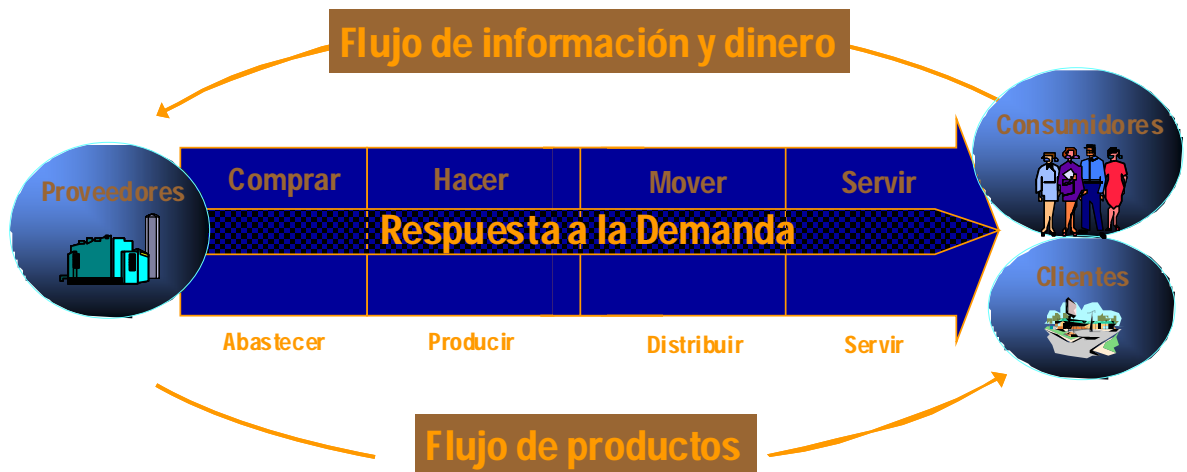 Flujo de información y dinero
Consumidores
Proveedores
Comprar
Hacer
Mover
Servir
Respuesta a la Demanda
Clientes
Abastecer
Producir
Distribuir
Servir
Flujo de productos